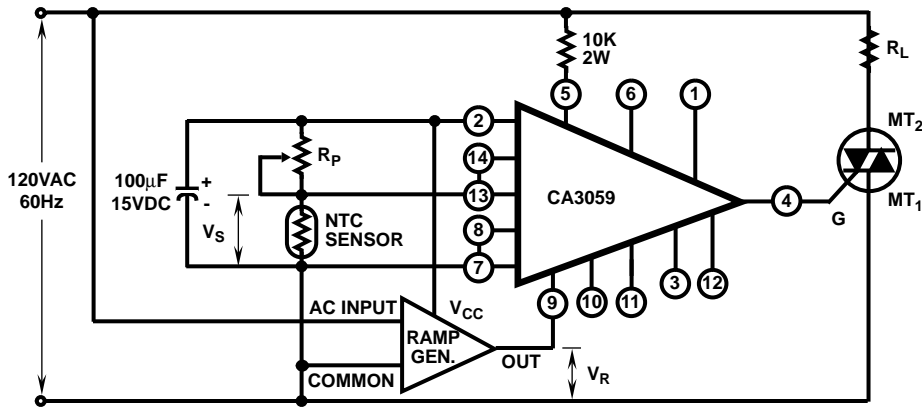 10K
2W
R_L
5
6
1
MT_2
2
R_P
14
120VAC
60Hz
100µF
15VDC
+
-
13
CA3059
4
MT_1
G
V_S
NTC
SENSOR
8
7
3
12
10
11
9
AC INPUT
V_CC
RAMP
GEN.
OUT
V_R
COMMON